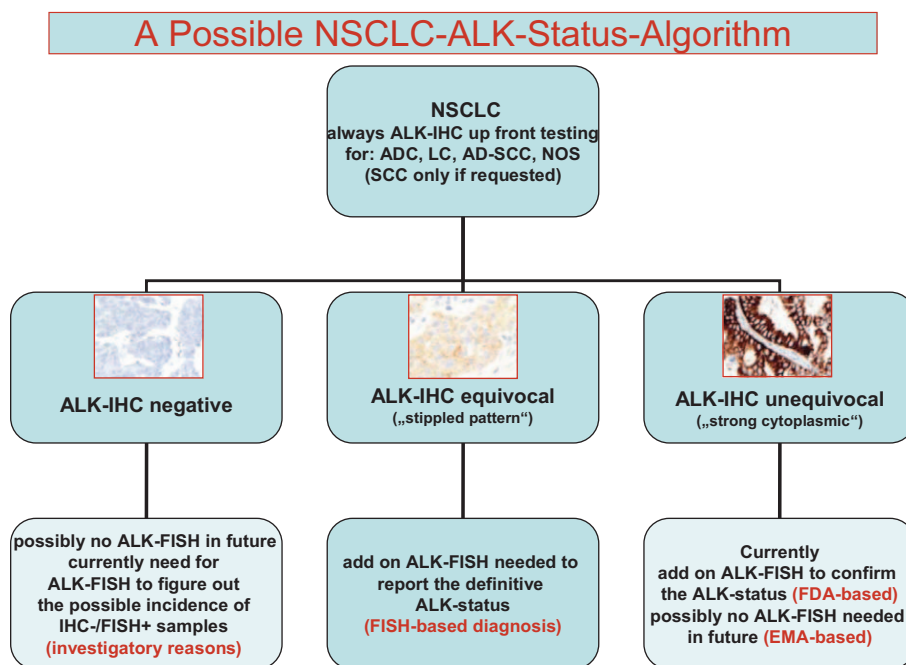 A Possible NSCLC-ALK-Status-Algorithm
NSCLC
always ALK-IHC up front testing
for: ADC, LC, AD-SCC, NOS
(SCC only if requested)
ALK-IHC negative
ALK-IHC equivocal
(„stippled pattern“)
ALK-IHC unequivocal
(„strong cytoplasmic“)
possibly no ALK-FISH in future
currently need for
ALK-FISH to figure out
the possible incidence of
IHC-/FISH+ samples
(investigatory reasons)
add on ALK-FISH needed to
report the definitive
ALK-status
(FISH-based diagnosis)
Currently
add on ALK-FISH to confirm
the ALK-status (FDA-based)
possibly no ALK-FISH needed
in future (EMA-based)